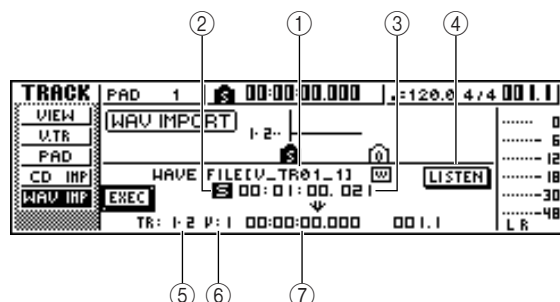 ② ① ③ ④
TRACK PAD 1 S 00:00:00.000 ♩=120.0 4/4 001.1
VIEW WAV IMPORT 0
V.TR 1·2·· 6
PAD S 0 12
CD IMP WAVE FILE[V_TR01_1] W LISTEN 18
WAV IMP EXEC S 00:01:00.021 30
48
TR: 1·2 V:1 00:00:00.000 001.1 L R
⑤ ⑥ ⑦